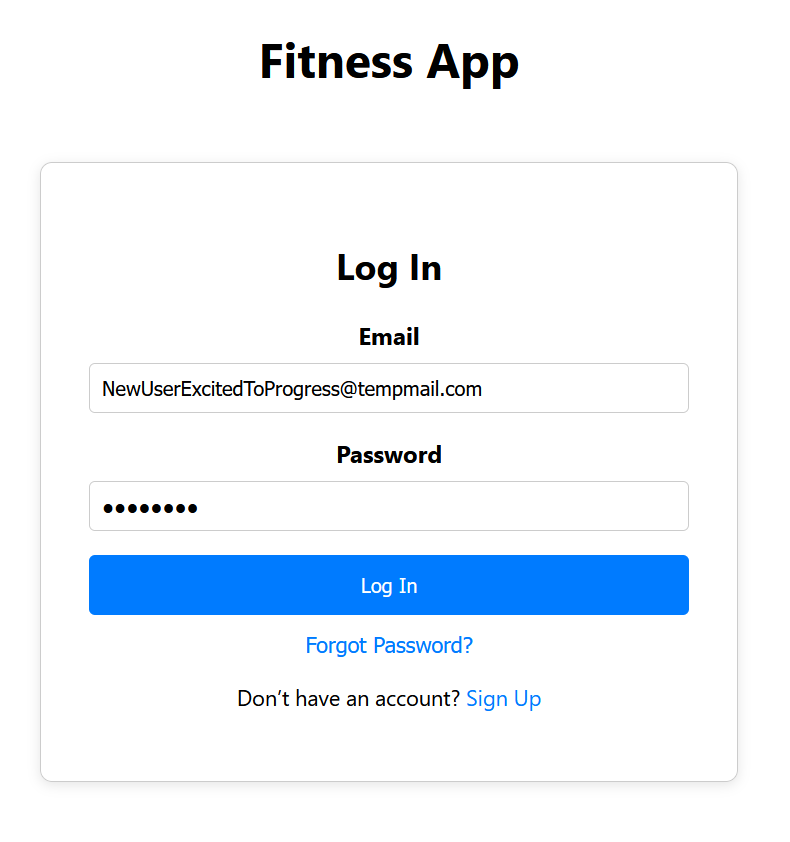 Fitness App
Log In
Email
NewUserExcitedToProgress@tempmail.com
Password
••••••••
Log In
Forgot Password?
Don’t have an account? Sign Up